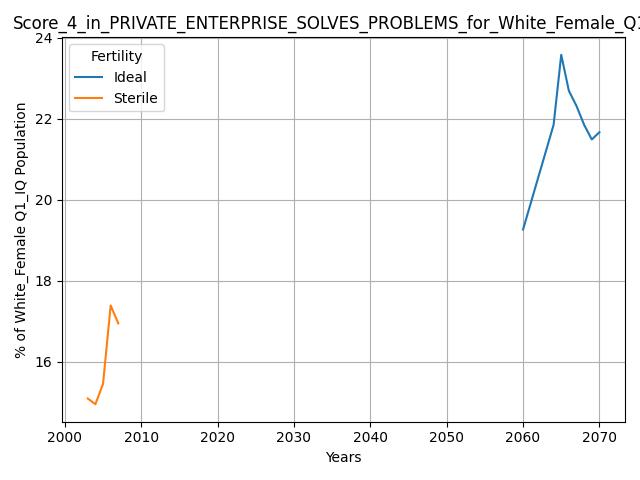 Score_4_in_PRIVATE_ENTERPRISE_SOLVES_PROBLEMS_for_White_Female_Q1
Fertility
Ideal
Sterile
24
22
20
18
16
% of White_Female Q1_IQ Population
2000 2010 2020 2030 2040 2050 2060 2070
Years